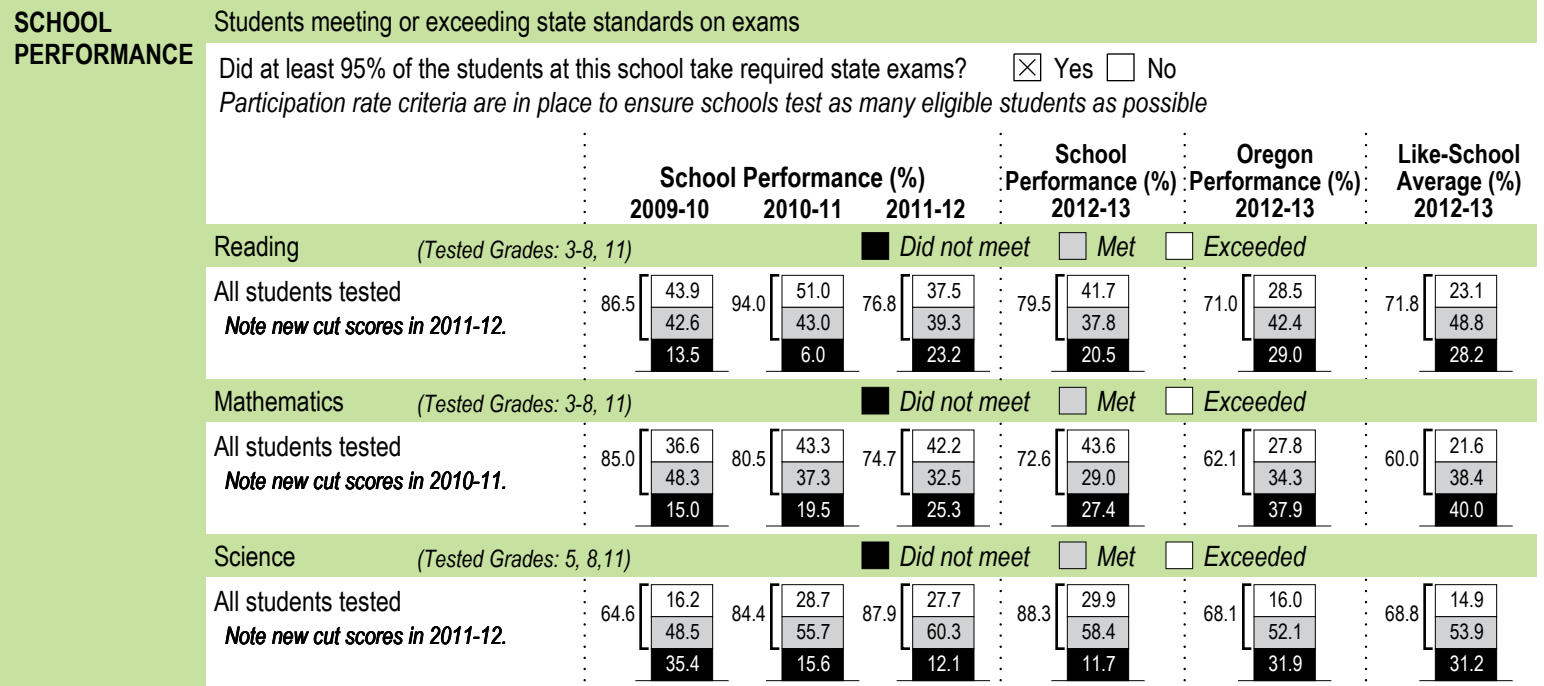 SCHOOL PERFORMANCE
Students meeting or exceeding state standards on exams
Did at least 95% of the students at this school take required state exams? Yes No
Participation rate criteria are in place to ensure schools test as many eligible students as possible
School Performance (%)
2009-10 2010-11 2011-12
School Performance (%) 2012-13
Oregon Performance (%) 2012-13
Like-School Average (%) 2012-13
Reading (Tested Grades: 3-8, 11) Did not meet Met Exceeded
All students tested
Note new cut scores in 2011-12.
86.5 43.9 42.6 13.5
94.0 51.0 43.0 6.0
76.8 37.5 39.3 23.2
79.5 41.7 37.8 20.5
71.0 28.5 42.4 29.0
71.8 23.1 48.8 28.2
Mathematics (Tested Grades: 3-8, 11) Did not meet Met Exceeded
All students tested
Note new cut scores in 2010-11.
85.0 36.6 48.3 15.0
80.5 43.3 37.3 19.5
74.7 42.2 32.5 25.3
72.6 43.6 29.0 27.4
62.1 27.8 34.3 37.9
60.0 21.6 38.4 40.0
Science (Tested Grades: 5, 8,11) Did not meet Met Exceeded
All students tested
Note new cut scores in 2011-12.
64.6 16.2 48.5 35.4
84.4 28.7 55.7 15.6
87.9 27.7 60.3 12.1
88.3 29.9 58.4 11.7
68.1 16.0 52.1 31.9
68.8 14.9 53.9 31.2